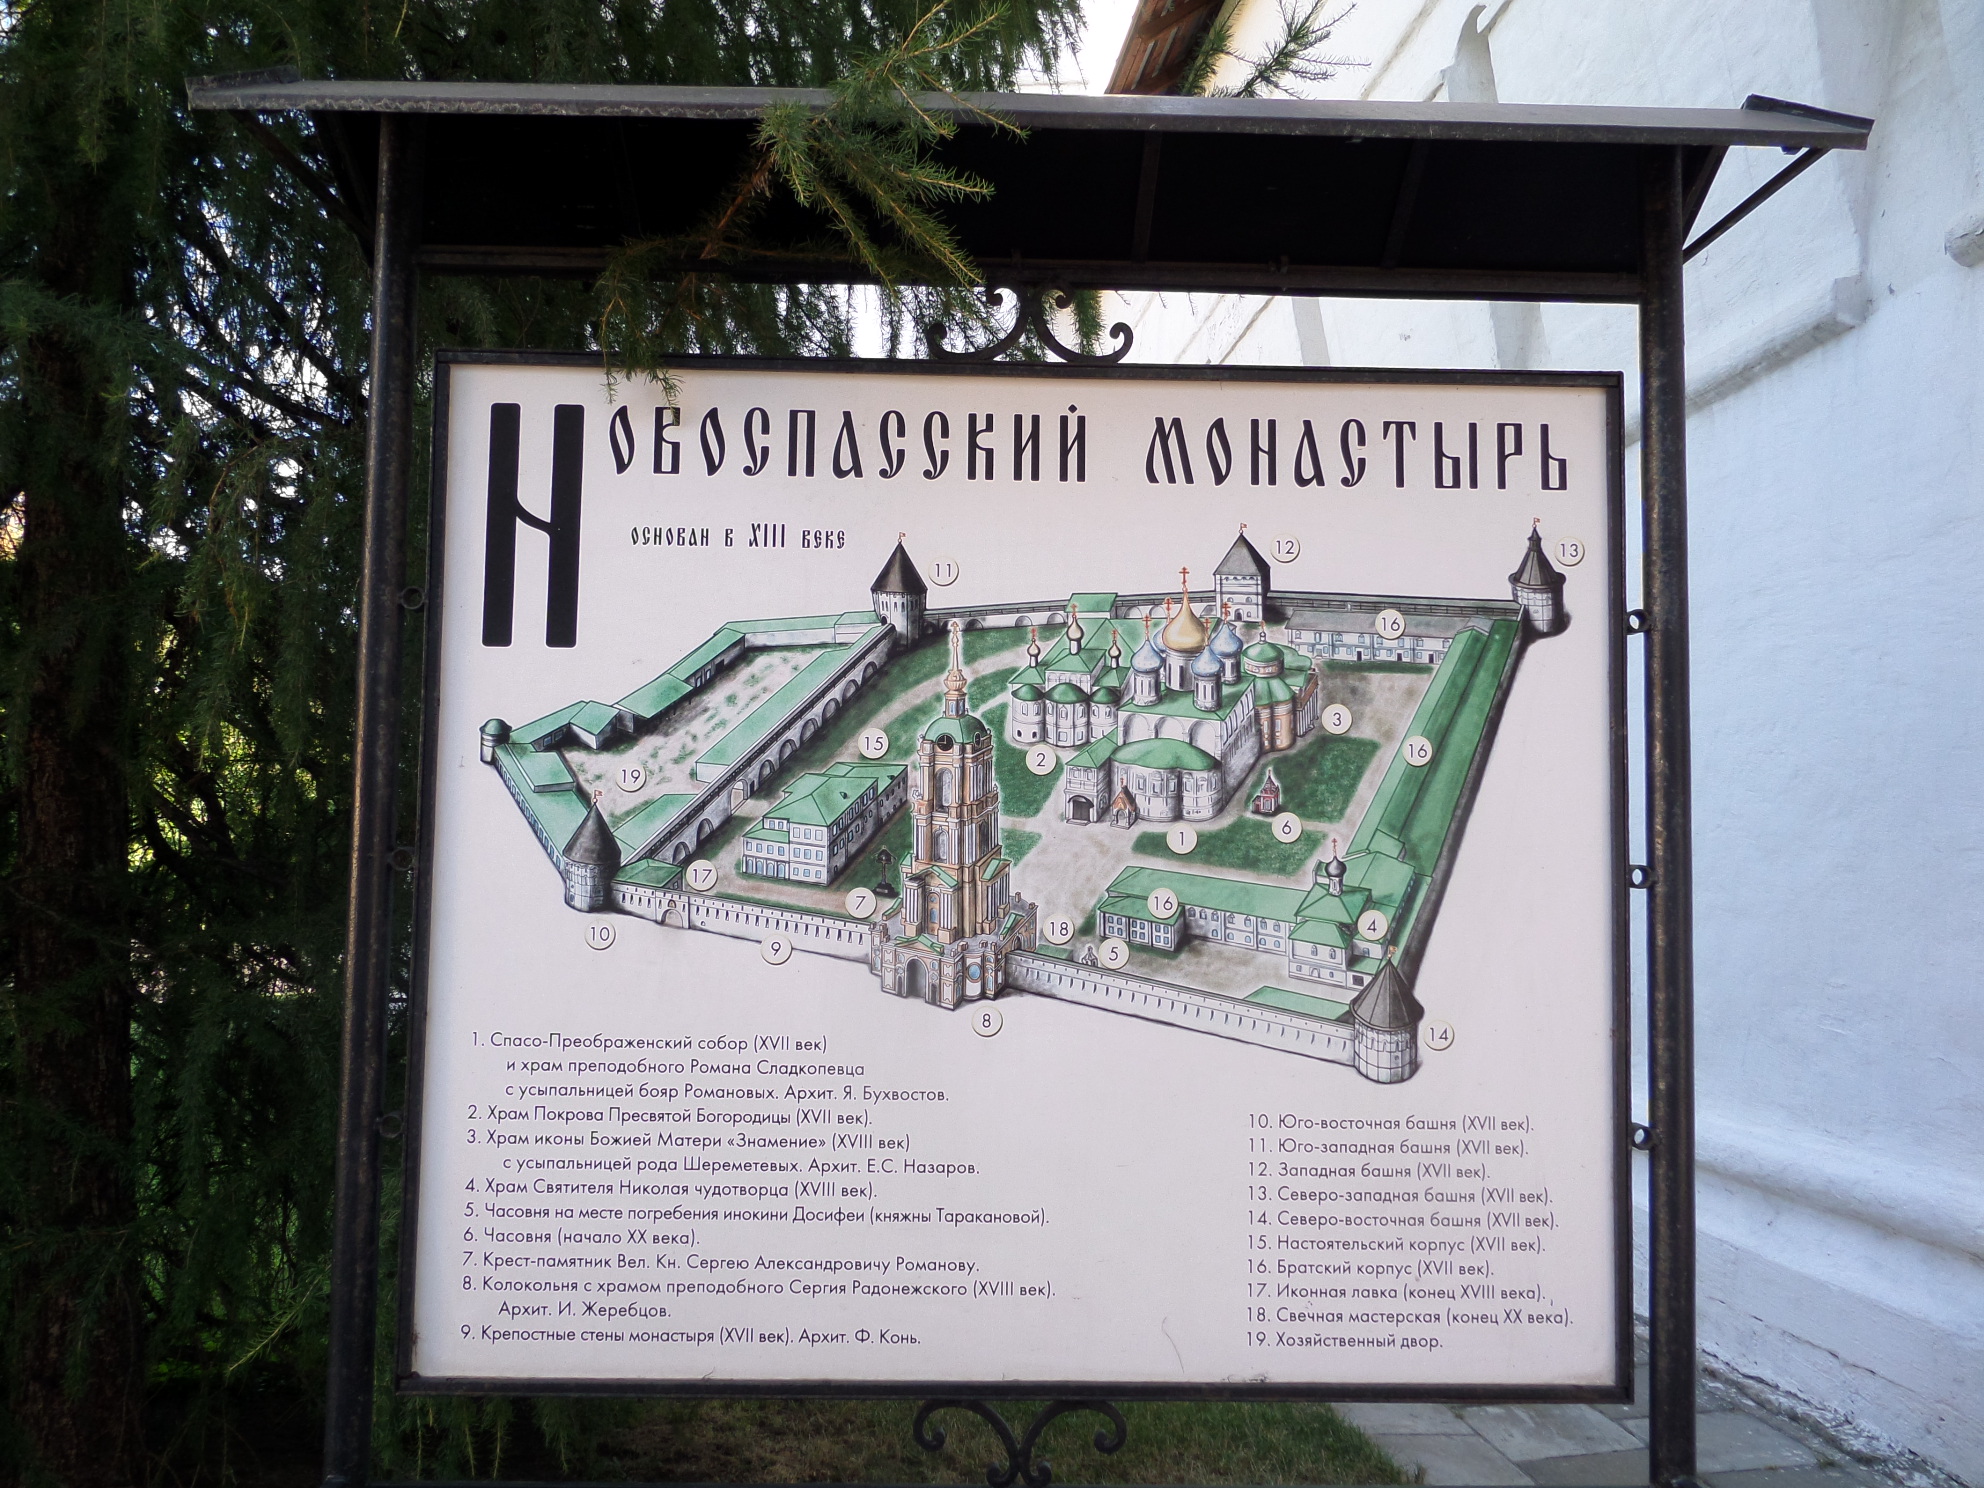 Новоспасский монастырь
основан в XIII веке
11
12
13
16
15
2
3
16
19
1
6
17
7
16
18
4
10
9
5
8
14
1. Спасо-Преображенский собор (XVII век)
и храм преподобного Романа Сладкопевца
с усыпальницей бояр Романовых. Архит. Я. Бухвостов.
2. Храм Покрова Пресвятой Богородицы (XVII век).
3. Храм иконы Божией Матери «Знамение» (XVIII век)
с усыпальницей рода Шереметевых. Архит. Е.С. Назаров.
4. Храм Святителя Николая чудотворца (XVIII век).
5. Часовня на месте погребения инокини Досифеи (княжны Таракановой).
6. Часовня (начало XX века).
7. Крест-памятник Вел. Кн. Сергею Александровичу Романову.
8. Колокольня с храмом преподобного Сергия Радонежского (XVIII век).
Архит. И. Жеребцов.
9. Крепостные стены монастыря (XVII век). Архит. Ф. Конь.
10. Юго-восточная башня (XVII век).
11. Юго-западная башня (XVII век).
12. Западная башня (XVII век).
13. Северо-западная башня (XVII век).
14. Северо-восточная башня (XVII век).
15. Настоятельский корпус (XVII век).
16. Братский корпус (XVII век).
17. Иконная лавка (конец XVIII века).
18. Свечная мастерская (конец XX века).
19. Хозяйственный двор.